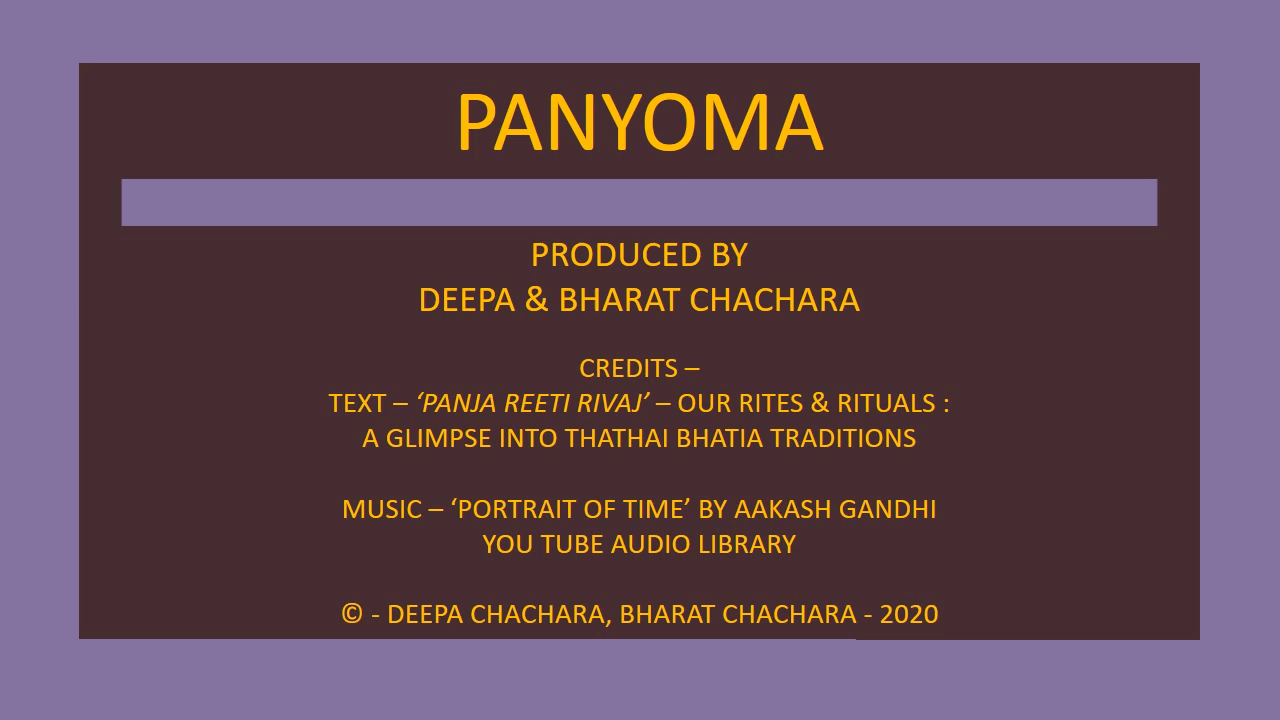 PANYOMA
PRODUCED BY
DEEPA & BHARAT CHACHARA
CREDITS –
TEXT – ‘PANJA REETI RIVAJ’ – OUR RITES & RITUALS :
A GLIMPSE INTO THATHAI BHATIA TRADITIONS
MUSIC – ‘PORTRAIT OF TIME’ BY AAKASH GANDHI
YOU TUBE AUDIO LIBRARY
© - DEEPA CHACHARA, BHARAT CHACHARA - 2020